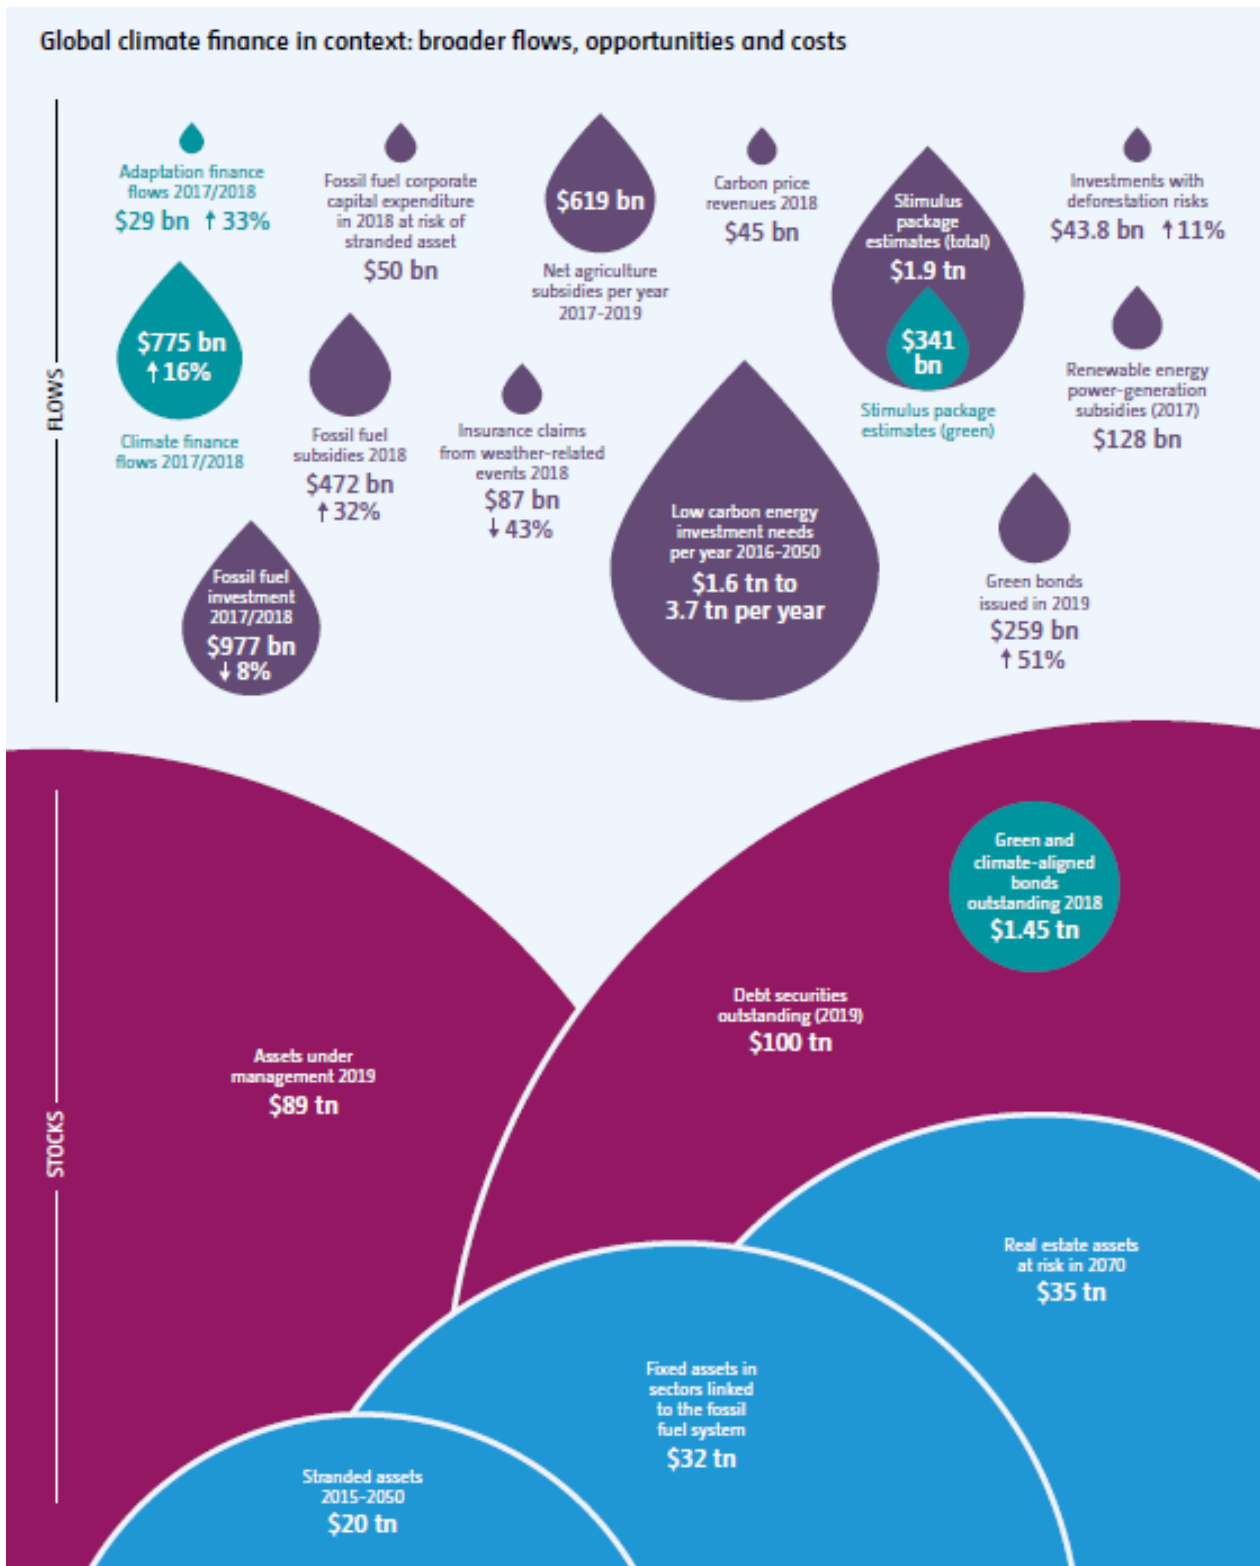 Global climate finance in context: broader flows, opportunities and costs
FLOWS
Adaptation finance
flows 2017/2018
$29 bn ↑ 33%
Fossil fuel corporate
capital expenditure
in 2018 at risk of
stranded asset
$50 bn
$619 bn
Net agriculture
subsidies per year
2017–2019
Carbon price
revenues 2018
$45 bn
Stimulus
package
estimates (total)
$1.9 tn
$341
bn
Stimulus package
estimates (green)
Investments with
deforestation risks
$43.8 bn ↑ 11%
$775 bn
↑ 16%
Climate finance
flows 2017/2018
Fossil fuel
subsidies 2018
$472 bn
↑ 32%
Insurance claims
from weather-related
events 2018
$87 bn
↓ 43%
Renewable energy
power-generation
subsidies (2017)
$128 bn
Fossil fuel
investment
2017/2018
$977 bn
↓ 8%
Low carbon energy
investment needs
per year 2016–2050
$1.6 tn to
3.7 tn per year
Green bonds
issued in 2019
$259 bn
↑ 51%
STOCKS
Green and
climate-aligned
bonds
outstanding 2018
$1.45 tn
Debt securities
outstanding (2019)
$100 tn
Assets under
management 2019
$89 tn
Real estate assets
at risk in 2070
$35 tn
Fixed assets in
sectors linked
to the fossil
fuel system
$32 tn
Stranded assets
2015–2050
$20 tn